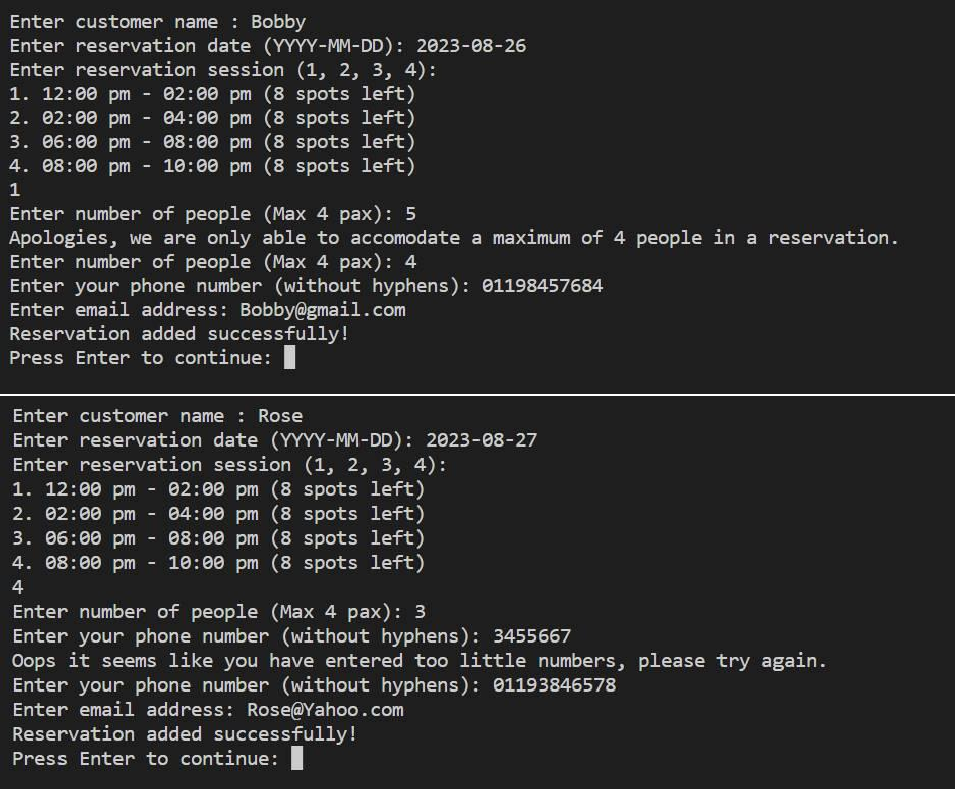 Enter customer name : Bobby
Enter reservation date (YYYY-MM-DD): 2023-08-26
Enter reservation session (1, 2, 3, 4):
1. 12:00 pm - 02:00 pm (8 spots left)
2. 02:00 pm - 04:00 pm (8 spots left)
3. 06:00 pm - 08:00 pm (8 spots left)
4. 08:00 pm - 10:00 pm (8 spots left)
1
Enter number of people (Max 4 pax): 5
Apologies, we are only able to accomodate a maximum of 4 people in a reservation.
Enter number of people (Max 4 pax): 4
Enter your phone number (without hyphens): 01198457684
Enter email address: Bobby@gmail.com
Reservation added successfully!
Press Enter to continue:
Enter customer name : Rose
Enter reservation date (YYYY-MM-DD): 2023-08-27
Enter reservation session (1, 2, 3, 4):
1. 12:00 pm - 02:00 pm (8 spots left)
2. 02:00 pm - 04:00 pm (8 spots left)
3. 06:00 pm - 08:00 pm (8 spots left)
4. 08:00 pm - 10:00 pm (8 spots left)
4
Enter number of people (Max 4 pax): 3
Enter your phone number (without hyphens): 3455667
Oops it seems like you have entered too little numbers, please try again.
Enter your phone number (without hyphens): 01193846578
Enter email address: Rose@Yahoo.com
Reservation added successfully!
Press Enter to continue: